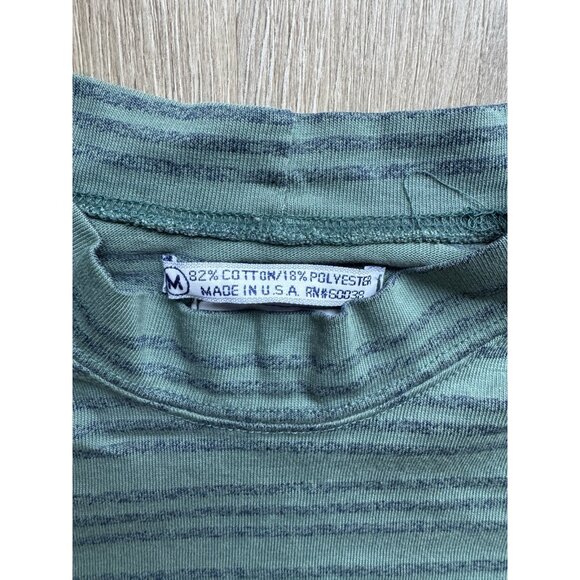 M
82% COTTON/18% POLYESTER
MADE IN U.S.A. RN#60038